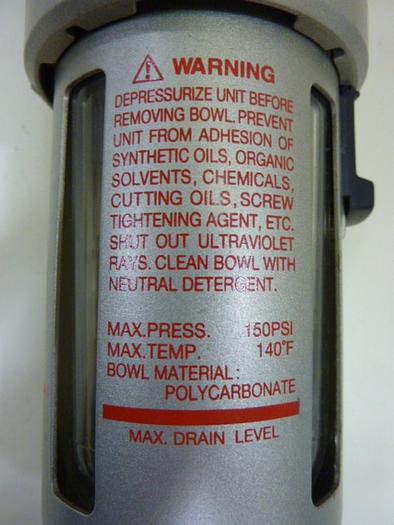 WARNING
DEPRESSURIZE UNIT BEFORE
REMOVING BOWL. PREVENT
UNIT FROM ADHESION OF
SYNTHETIC OILS, ORGANIC
SOLVENTS, CHEMICALS,
CUTTING OILS, SCREW
TIGHTENING AGENT, ETC.
SHUT OUT ULTRAVIOLET
RAYS. CLEAN BOWL WITH
NEUTRAL DETERGENT.
MAX.PRESS. 150PSI
MAX.TEMP. 140°F
BOWL MATERIAL:
POLYCARBONATE
MAX. DRAIN LEVEL